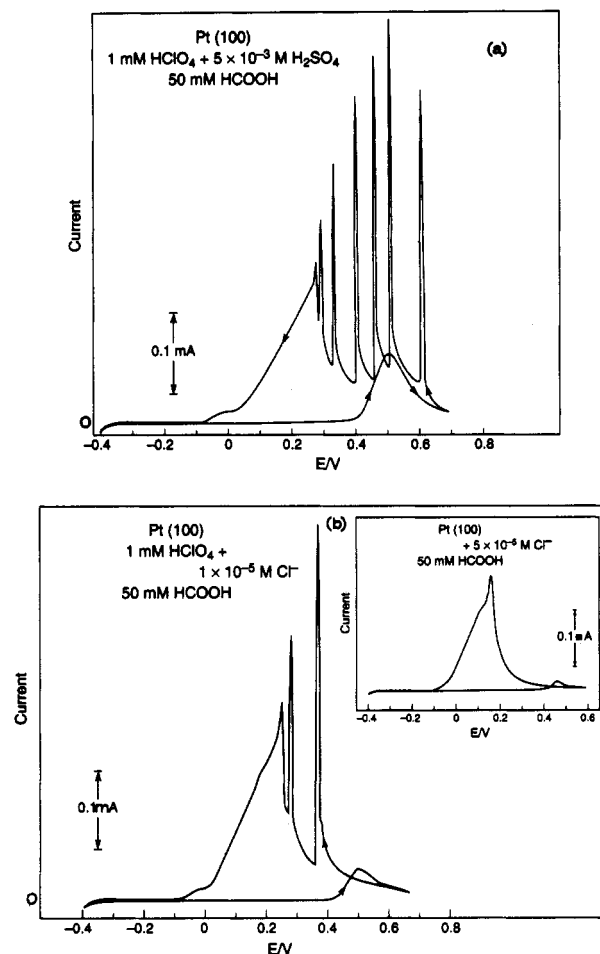 (a)
Pt (100)
1 mM HClO₄ + 5 × 10⁻³ M H₂SO₄
50 mM HCOOH
Current
0.1 mA
O
−0.4 −0.2 0 0.2 0.4 0.6 0.8
E/V
(b)
Pt (100)
1 mM HClO₄ +
1 × 10⁻⁵ M Cl⁻
50 mM HCOOH
Current
0.1mA
O
−0.4 −0.2 0 0.2 0.4 0.6 0.8
E/V
Pt (100)
+ 5 × 10⁻⁵ M Cl⁻
50 mM HCOOH
Current
0.1mA
−0.4 −0.2 0 0.2 0.4 0.6
E/V